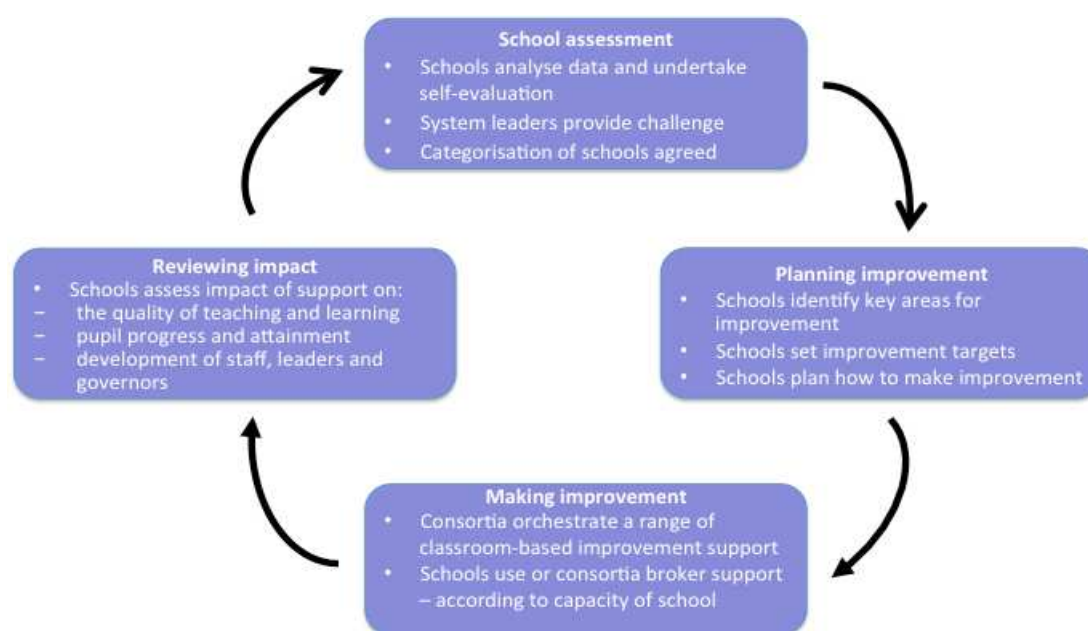 School assessment
• Schools analyse data and undertake
self-evaluation
• System leaders provide challenge
• Categorisation of schools agreed
Reviewing impact
• Schools assess impact of support on:
– the quality of teaching and learning
– pupil progress and attainment
– development of staff, leaders and
governors
Planning improvement
• Schools identify key areas for
improvement
• Schools set improvement targets
• Schools plan how to make improvement
Making improvement
• Consortia orchestrate a range of
classroom-based improvement support
• Schools use or consortia broker support
– according to capacity of school